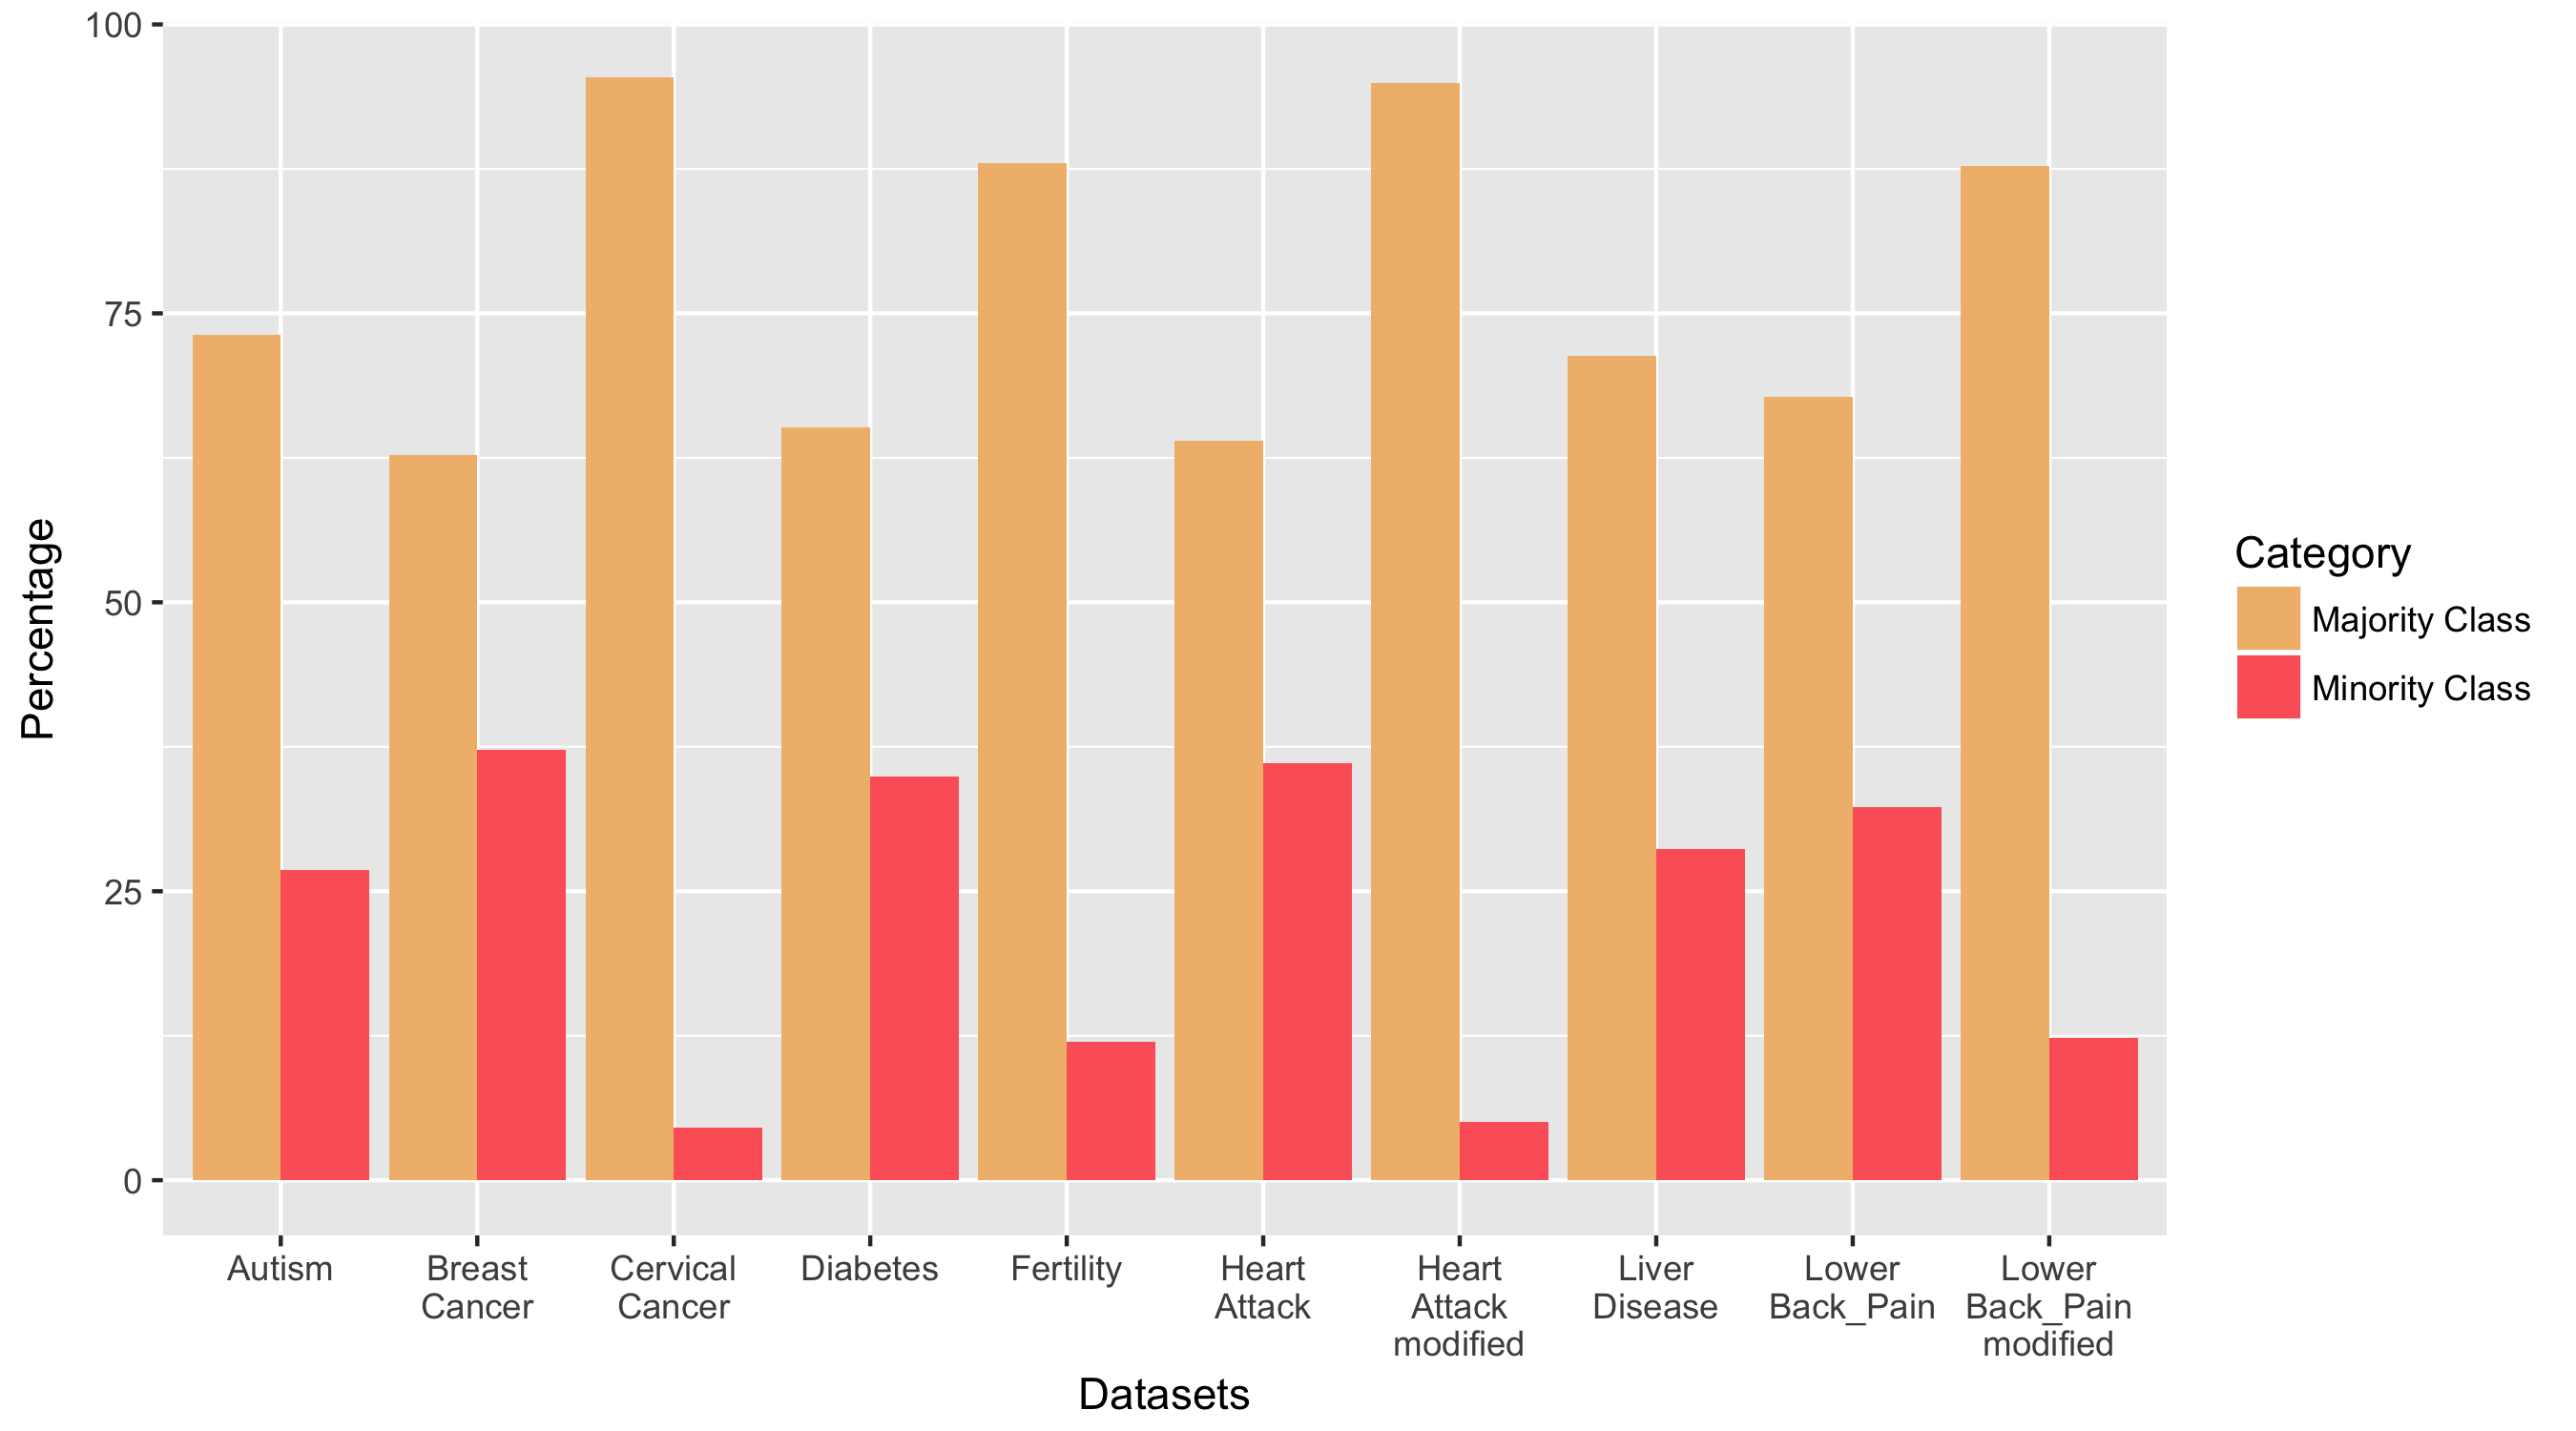 100
75
50
25
0
Percentage
Autism
Breast
Cancer
Cervical
Cancer
Diabetes
Fertility
Heart
Attack
Heart
Attack
modified
Liver
Disease
Lower
Back_Pain
Lower
Back_Pain
modified
Datasets
Category
Majority Class
Minority Class